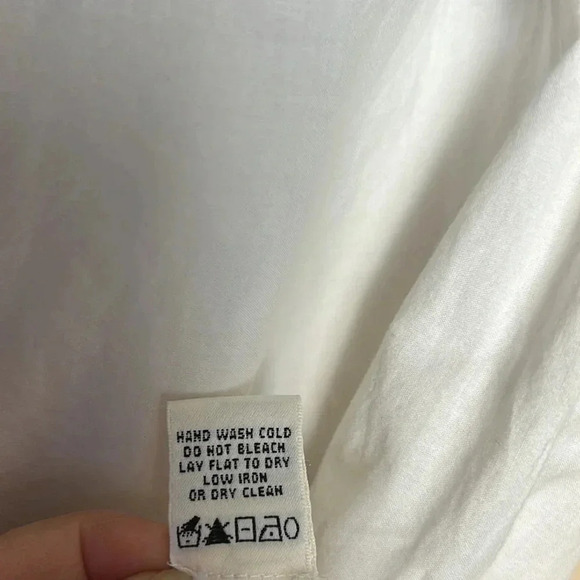 HAND WASH COLD
DO NOT BLEACH
LAY FLAT TO DRY
LOW IRON
OR DRY CLEAN